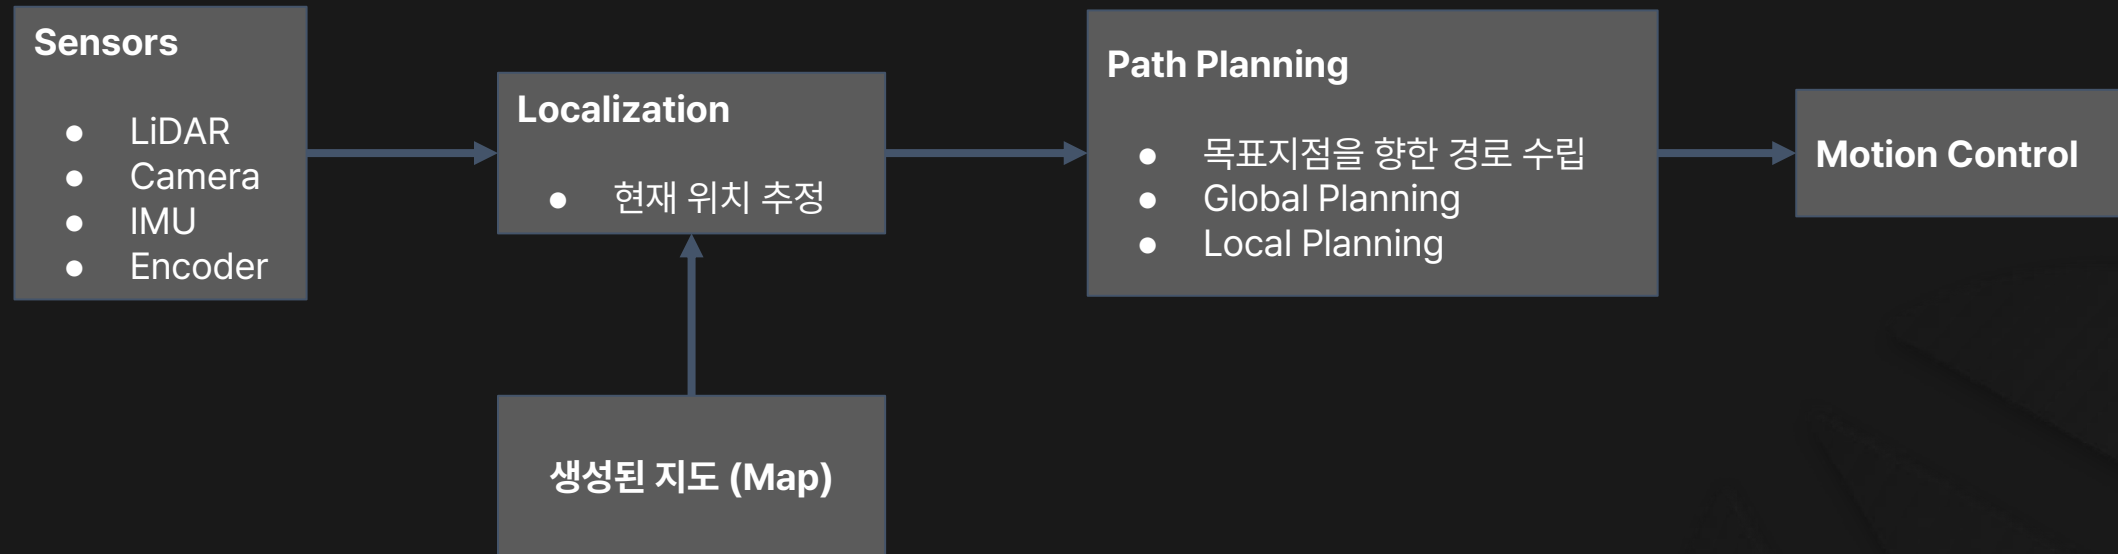 Sensors
● LiDAR
● Camera
● IMU
● Encoder
Localization
● 현재 위치 추정
Path Planning
● 목표지점을 향한 경로 수립
● Global Planning
● Local Planning
Motion Control
생성된 지도 (Map)